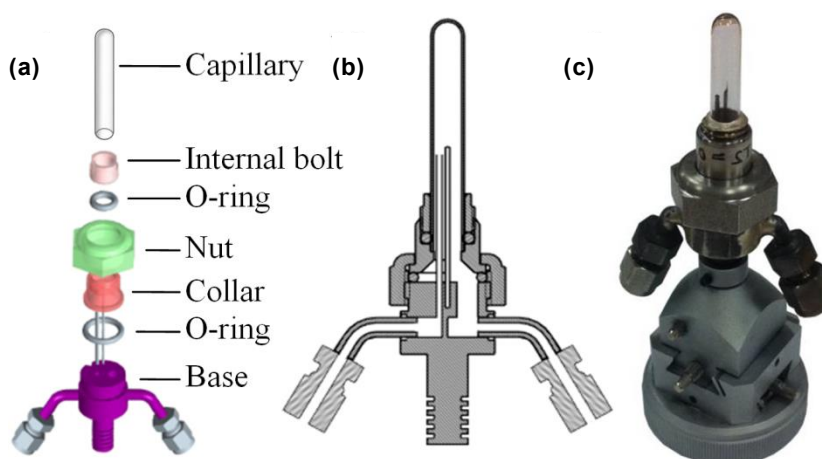 (a)
Capillary
Internal bolt
O-ring
Nut
Collar
O-ring
Base
(b)
(c)